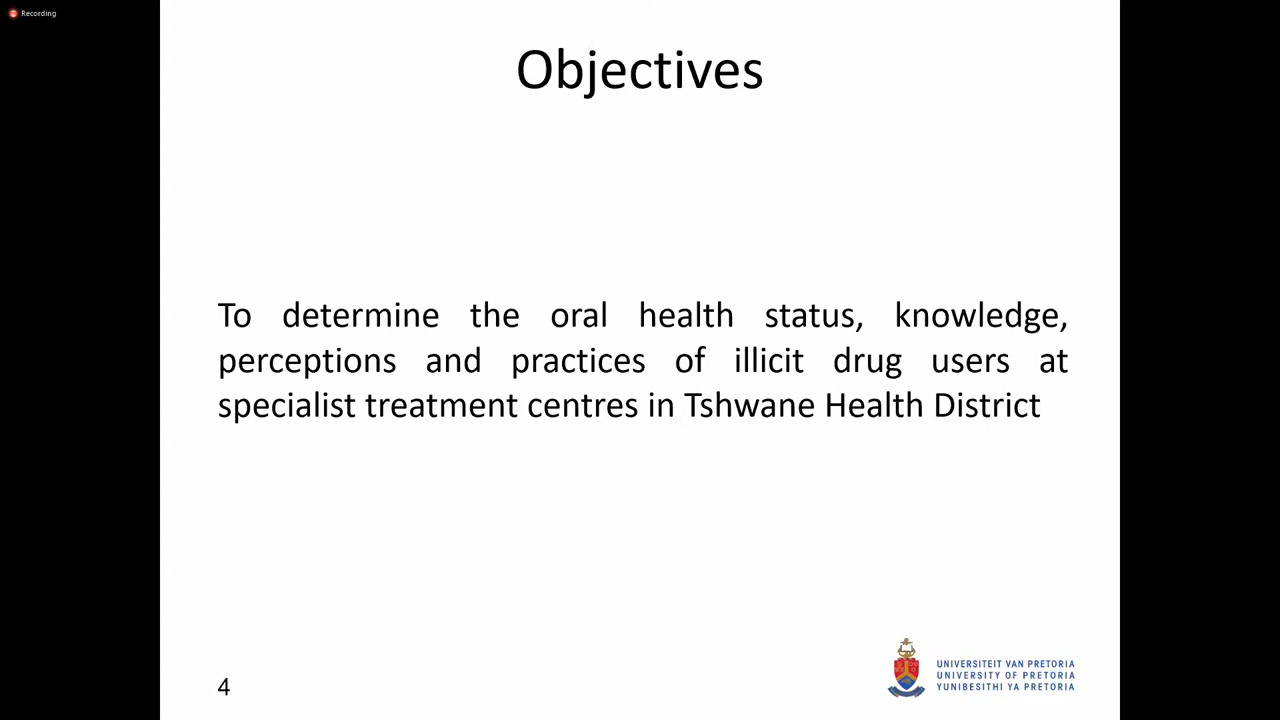 Recording
Objectives
To determine the oral health status, knowledge,
perceptions and practices of illicit drug users at
specialist treatment centres in Tshwane Health District
4
UNIVERSITEIT VAN PRETORIA
UNIVERSITY OF PRETORIA
YUNIBESITHI YA PRETORIA